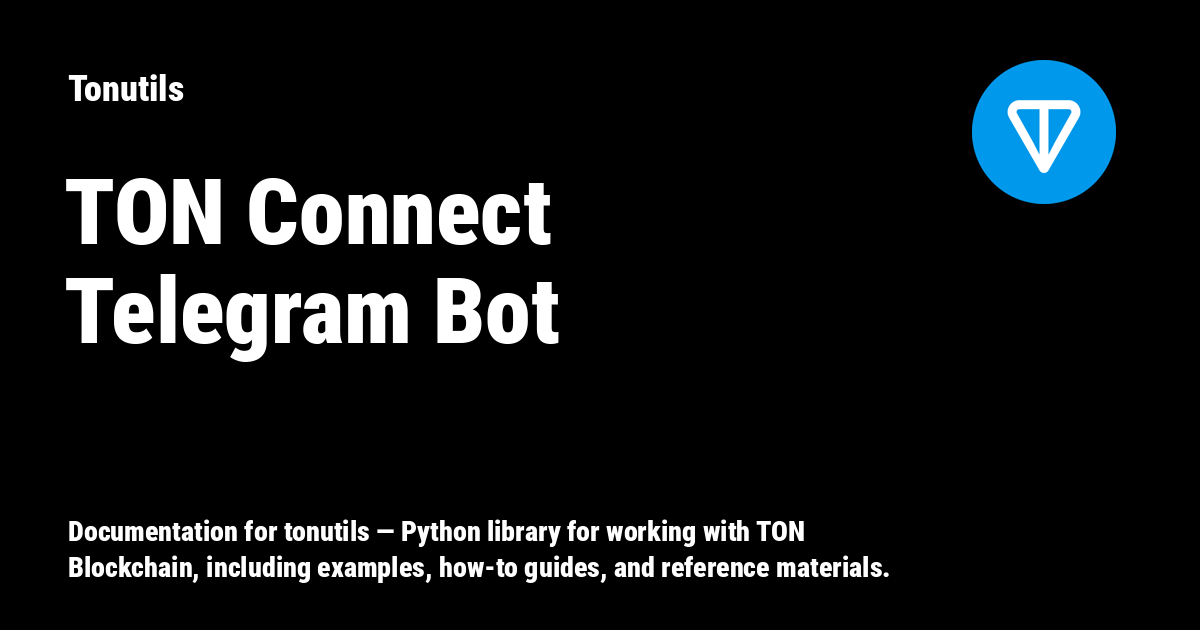 Tonutils
TON Connect
Telegram Bot
Documentation for tonutils — Python library for working with TON
Blockchain, including examples, how-to guides, and reference materials.